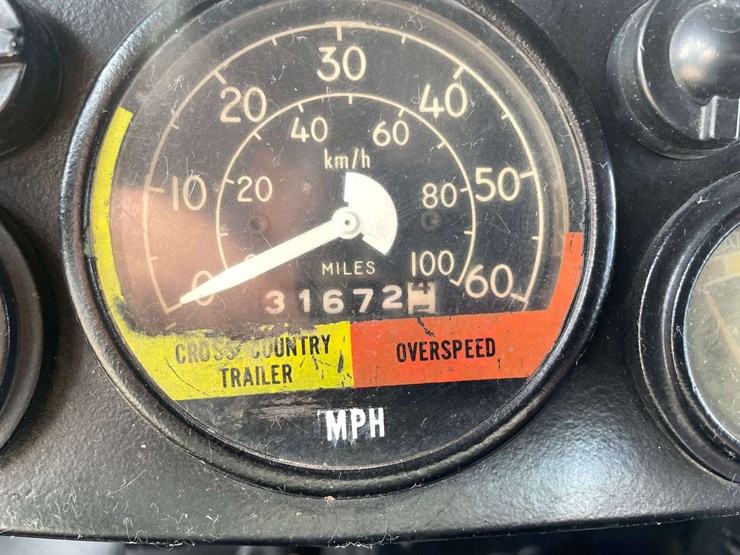 30
20 40
40 60
km/h
10 20 80 50
0 MILES 100 60
31672
CROSS COUNTRY
TRAILER
OVERSPEED
MPH